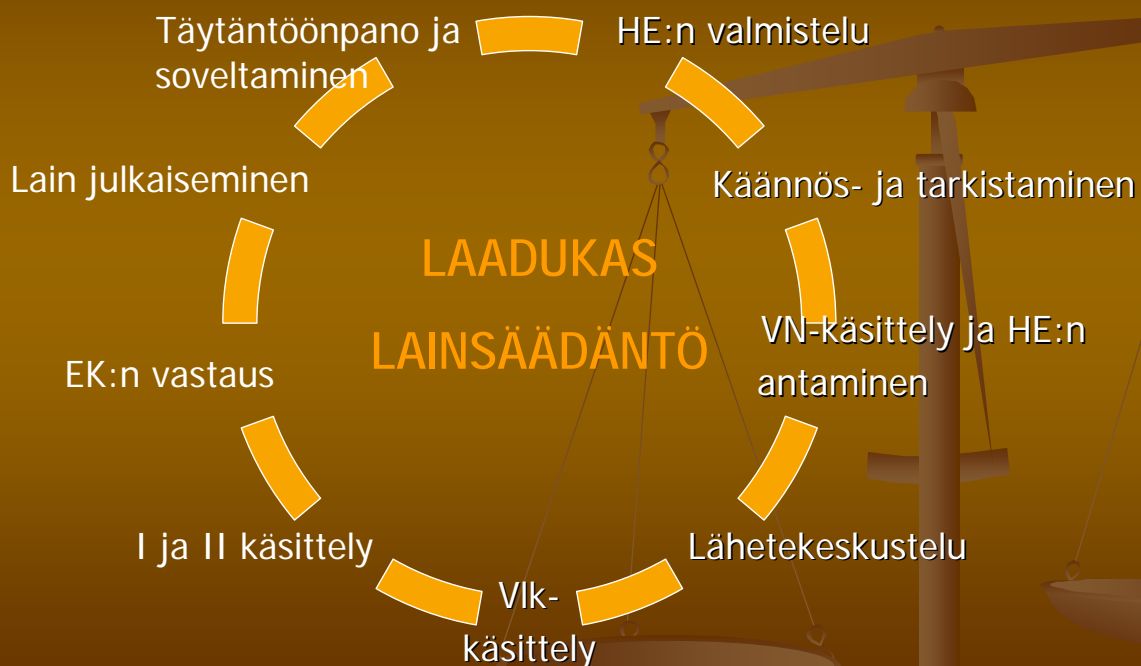 Täytäntöönpano ja
soveltaminen
HE:n valmistelu
Käännös- ja tarkistaminen
VN-käsittely ja HE:n
antaminen
Lähetekeskustelu
Vlk-
käsittely
I ja II käsittely
EK:n vastaus
Lain julkaiseminen
LAADUKAS
LAINSÄÄDÄNTÖ